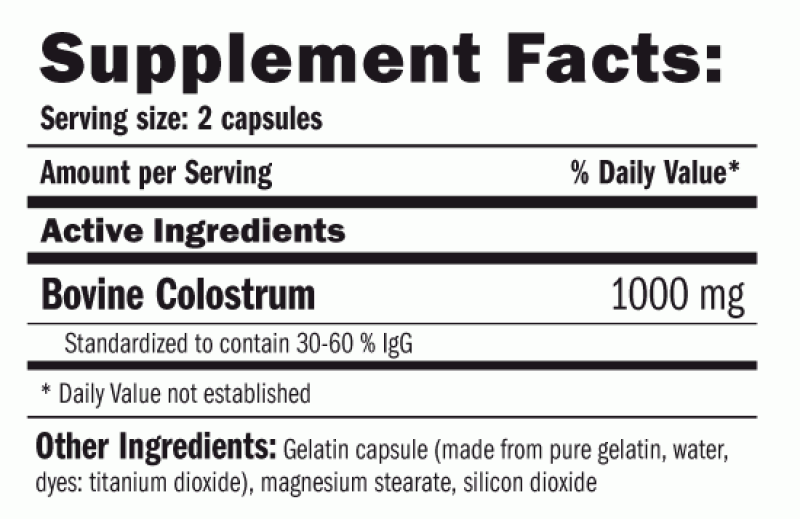 Supplement Facts:
Serving size: 2 capsules
Amount per Serving % Daily Value*
Active Ingredients
Bovine Colostrum 1000 mg
Standardized to contain 30-60 % IgG
* Daily Value not established
Other Ingredients: Gelatin capsule (made from pure gelatin, water,
dyes: titanium dioxide), magnesium stearate, silicon dioxide